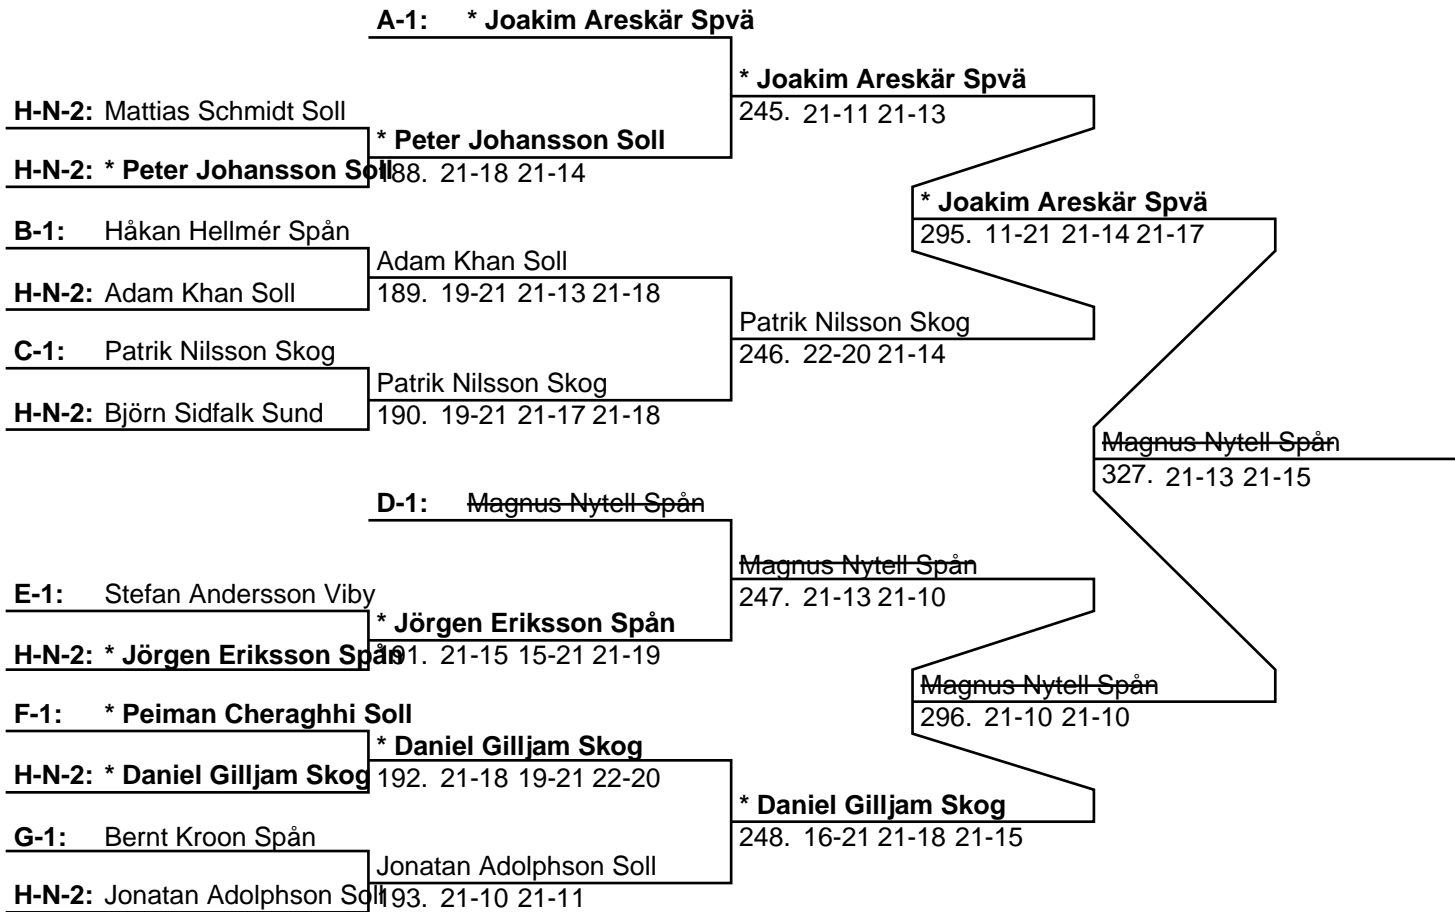 A-1: * Joakim Areskär Spvä
* Joakim Areskär Spvä
245. 21-11 21-13
H-N-2: Mattias Schmidt Soll
* Peter Johansson Soll
H-N-2: * Peter Johansson Soll
188. 21-18 21-14
* Joakim Areskär Spvä
295. 11-21 21-14 21-17
B-1: Håkan Hellmér Spån
Adam Khan Soll
H-N-2: Adam Khan Soll
189. 19-21 21-13 21-18
Patrik Nilsson Skog
246. 22-20 21-14
C-1: Patrik Nilsson Skog
Patrik Nilsson Skog
H-N-2: Björn Sidfalk Sund
190. 19-21 21-17 21-18
Magnus Nytell Spån
327. 21-13 21-15
D-1: Magnus Nytell Spån
Magnus Nytell Spån
247. 21-13 21-10
E-1: Stefan Andersson Viby
* Jörgen Eriksson Spån
H-N-2: * Jörgen Eriksson Spån
191. 21-15 15-21 21-19
Magnus Nytell Spån
296. 21-10 21-10
F-1: * Peiman Cheraghhi Soll
* Daniel Gilljam Skog
H-N-2: * Daniel Gilljam Skog
192. 21-18 19-21 22-20
* Daniel Gilljam Skog
248. 16-21 21-18 21-15
G-1: Bernt Kroon Spån
Jonatan Adolphson Soll
H-N-2: Jonatan Adolphson Soll
193. 21-10 21-11